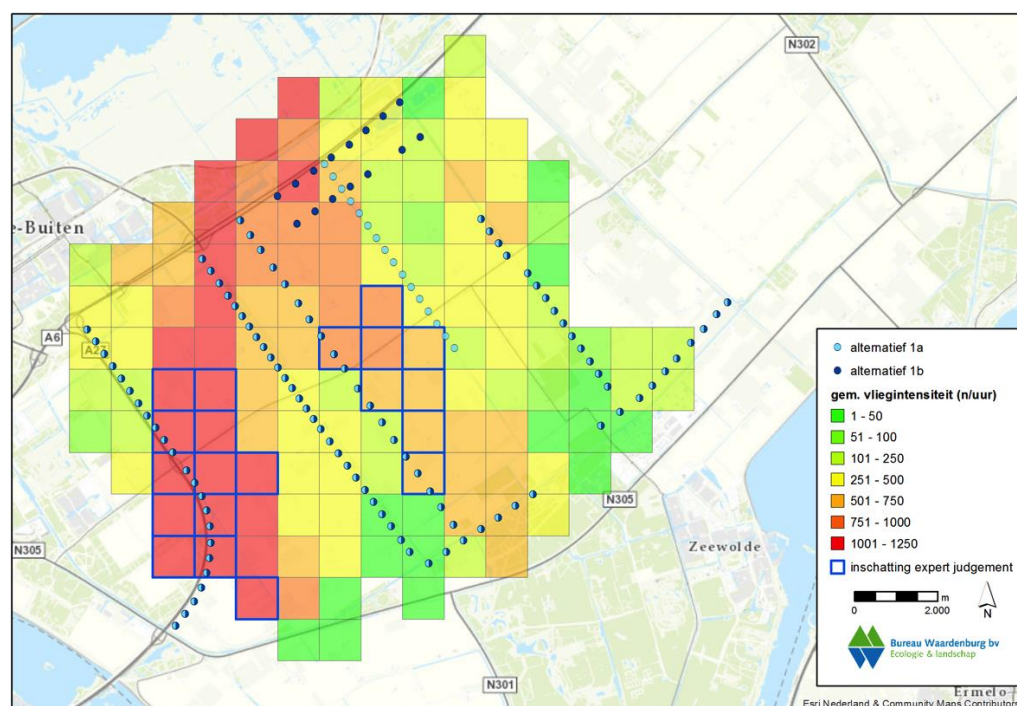 N302
e-Buiten
A6
A27
N305
N305
Zeewolde
N301
Ermelo
alternatief 1a
alternatief 1b
gem. vliegintensiteit (n/uur)
1 - 50
51 - 100
101 - 250
251 - 500
501 - 750
751 - 1000
1001 - 1250
inschatting expert judgement
0 2.000 m
N
Bureau Waardenburg bv
Ecologie & landschap
Esri Nederland & Community Maps Contributors